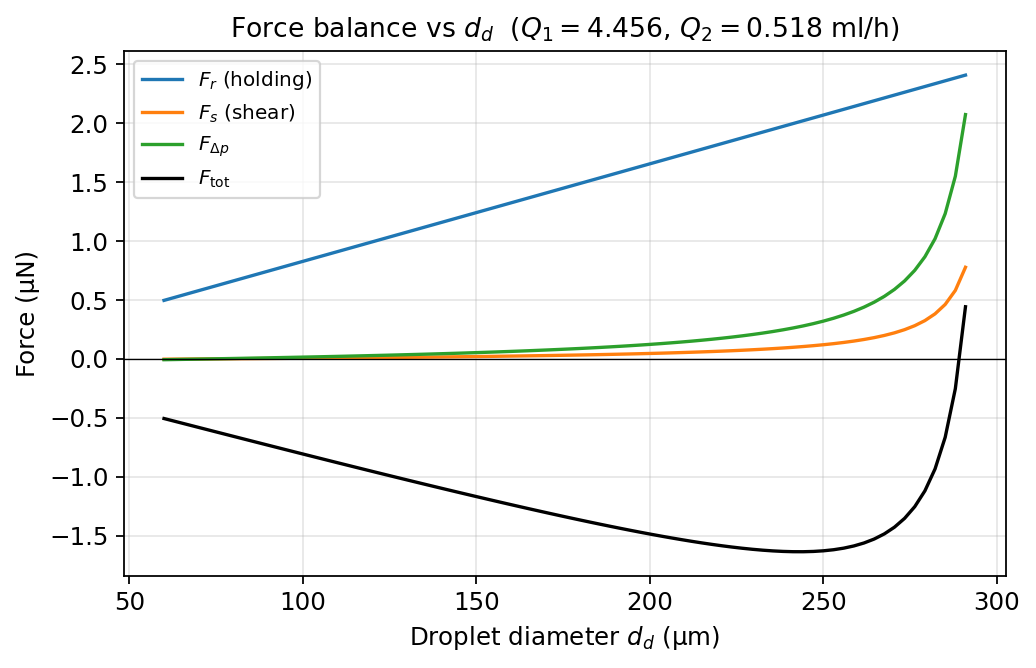 Force balance vs $d_d$ ($Q_1 = 4.456$, $Q_2 = 0.518$ ml/h)
$F_r$ (holding)
$F_s$ (shear)
$F_{\Delta p}$
$F_{\mathrm{tot}}$
Force (µN)
2.5
2.0
1.5
1.0
0.5
0.0
−0.5
−1.0
−1.5
50 100 150 200 250 300
Droplet diameter $d_d$ (µm)